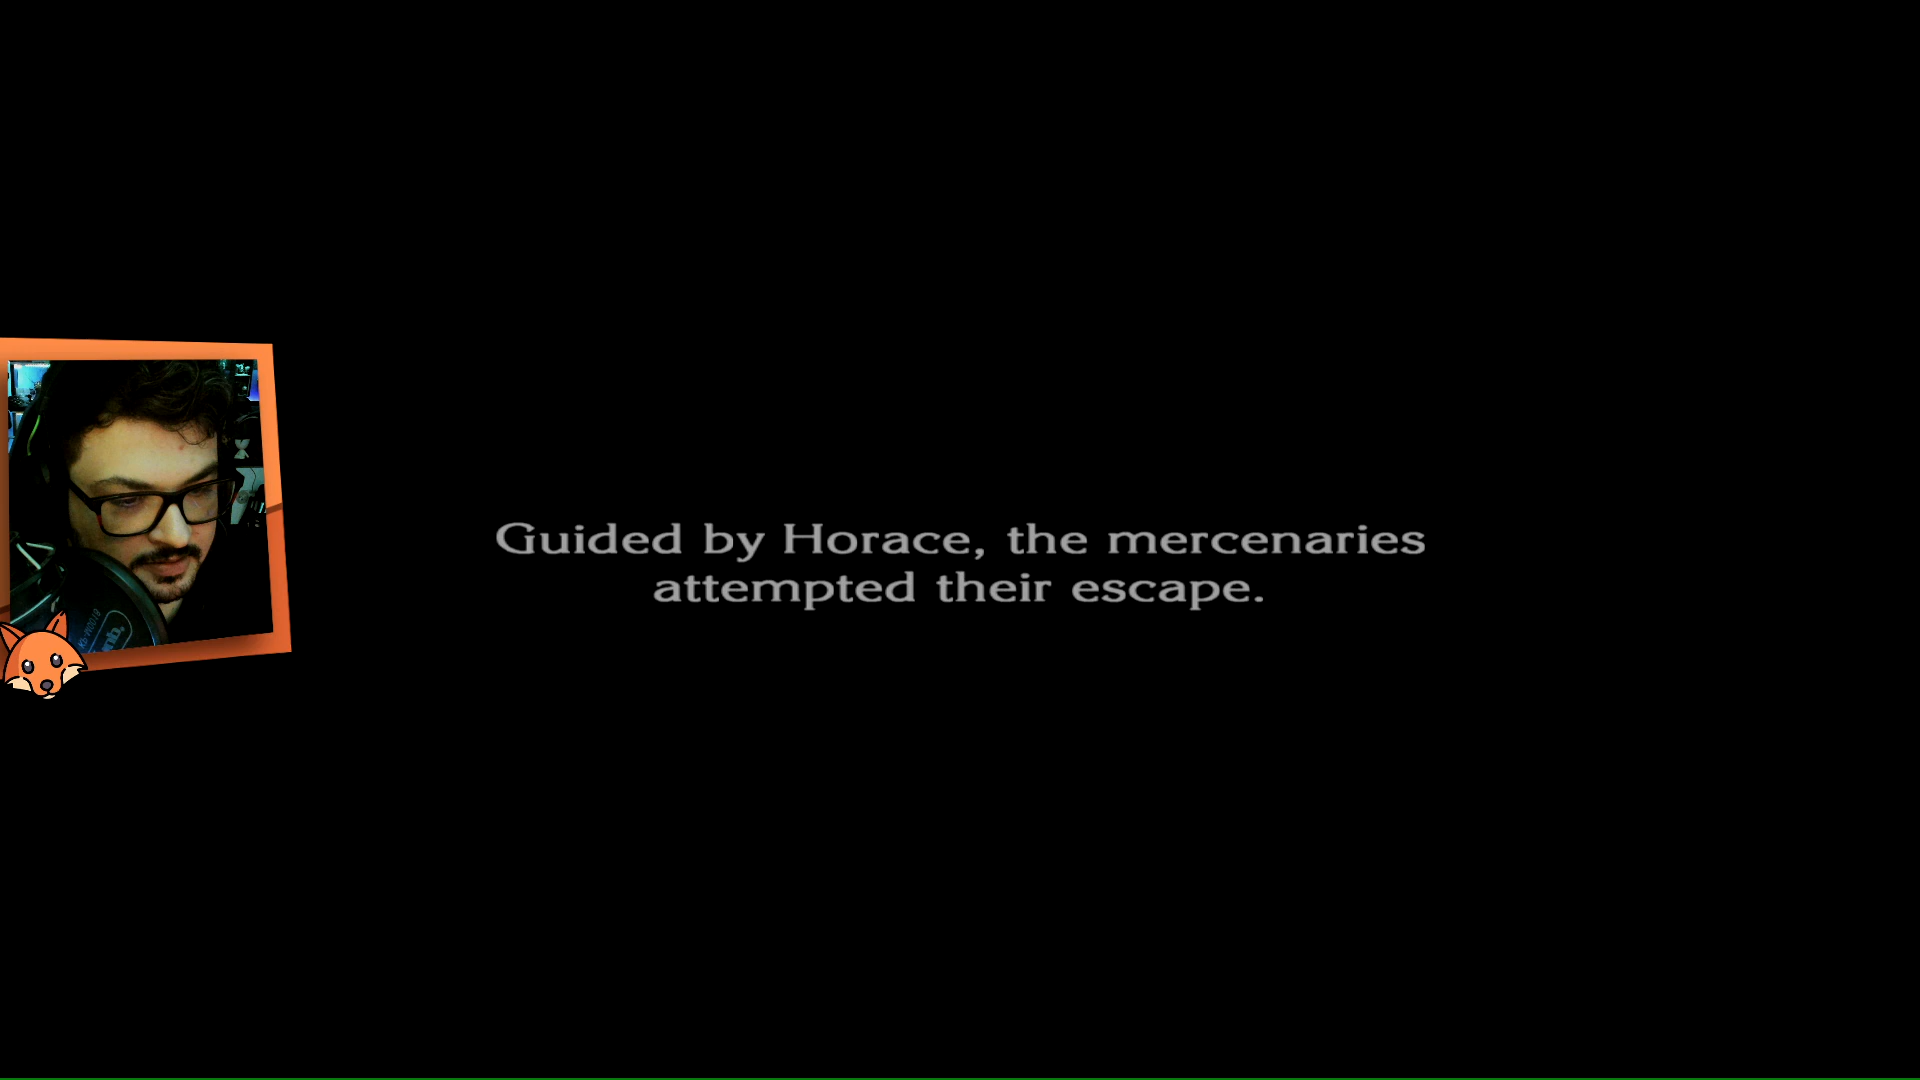 Guided by Horace, the mercenaries
attempted their escape.